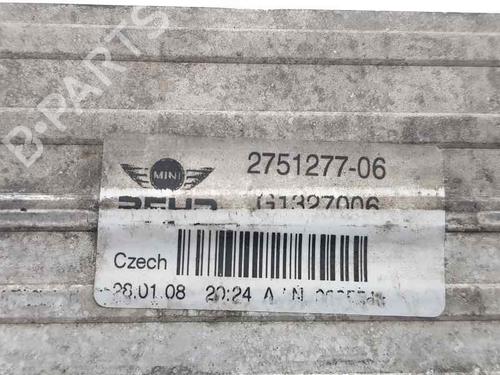 B-PARTS
MINI 2751277-06
BEHR G1327006
Czech
28.01.08 20:24 A